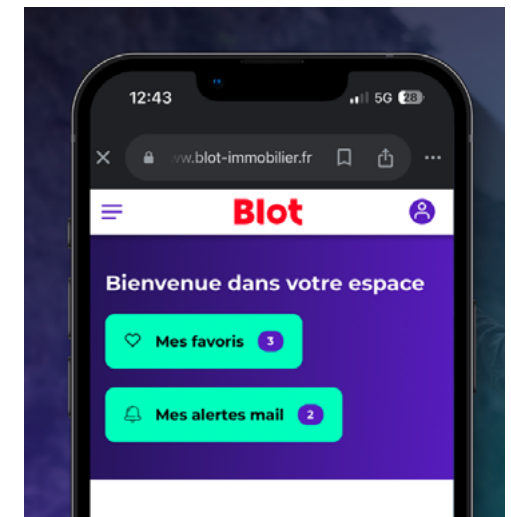 12:43 5G 28
vw.blot-immobilier.fr
Blot
Bienvenue dans votre espace
Mes favoris 3
Mes alertes mail 2